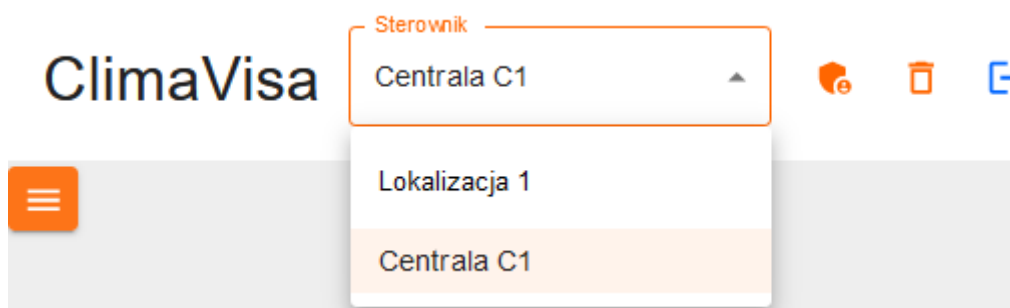 Sterownik
ClimaVisa
Centrala C1
Lokalizacja 1
Centrala C1